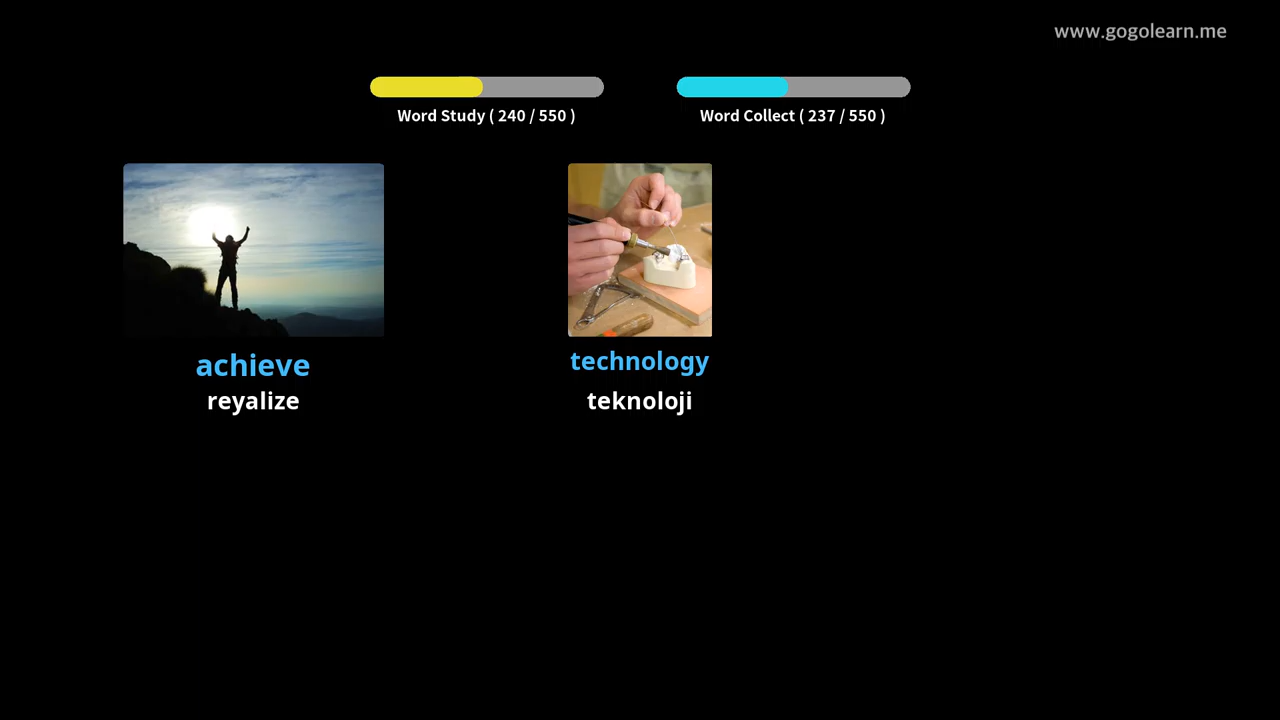 www.gogolearn.me
Word Study ( 240 / 550 )
Word Collect ( 237 / 550 )
achieve
reyalize
technology
teknoloji